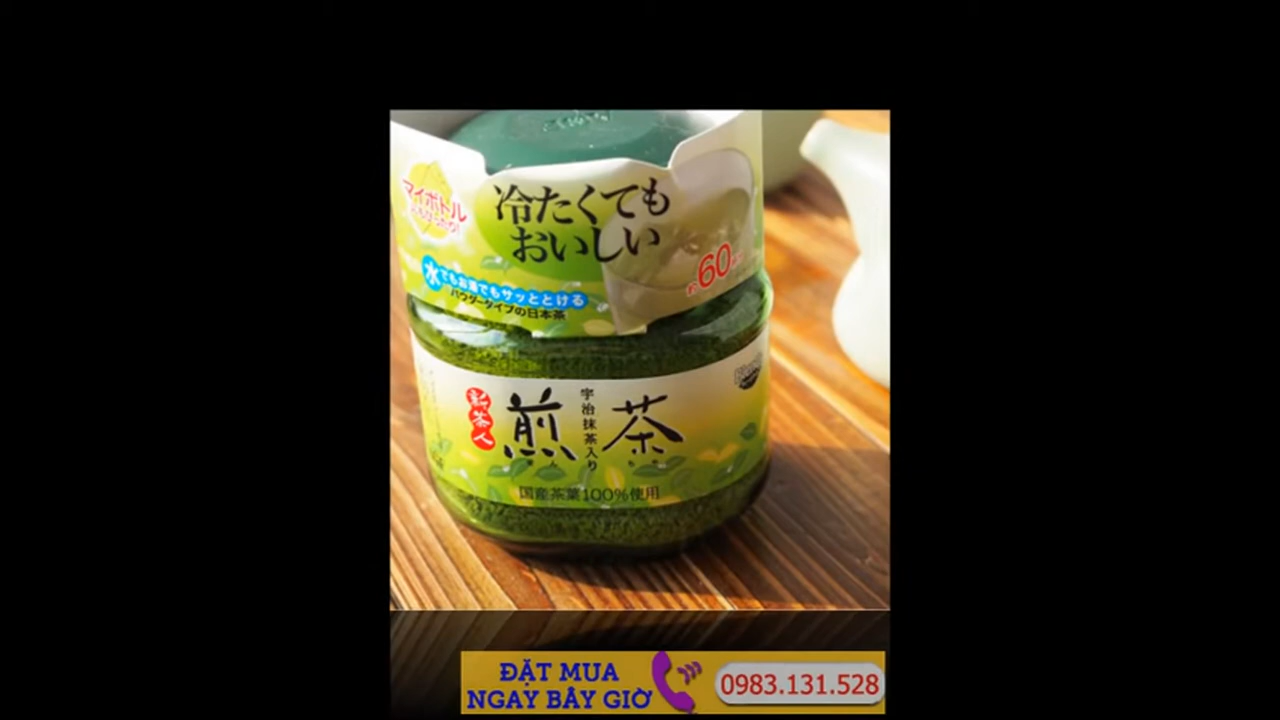 マイボトル
冷たくても
おいしい
約60
水でもお湯でもサッととける
パウダータイプの日本茶
新茶人
煎茶
宇治抹茶入り
国産茶葉100%使用
ĐẶT MUA
NGAY BÂY GIỜ
0983.131.528